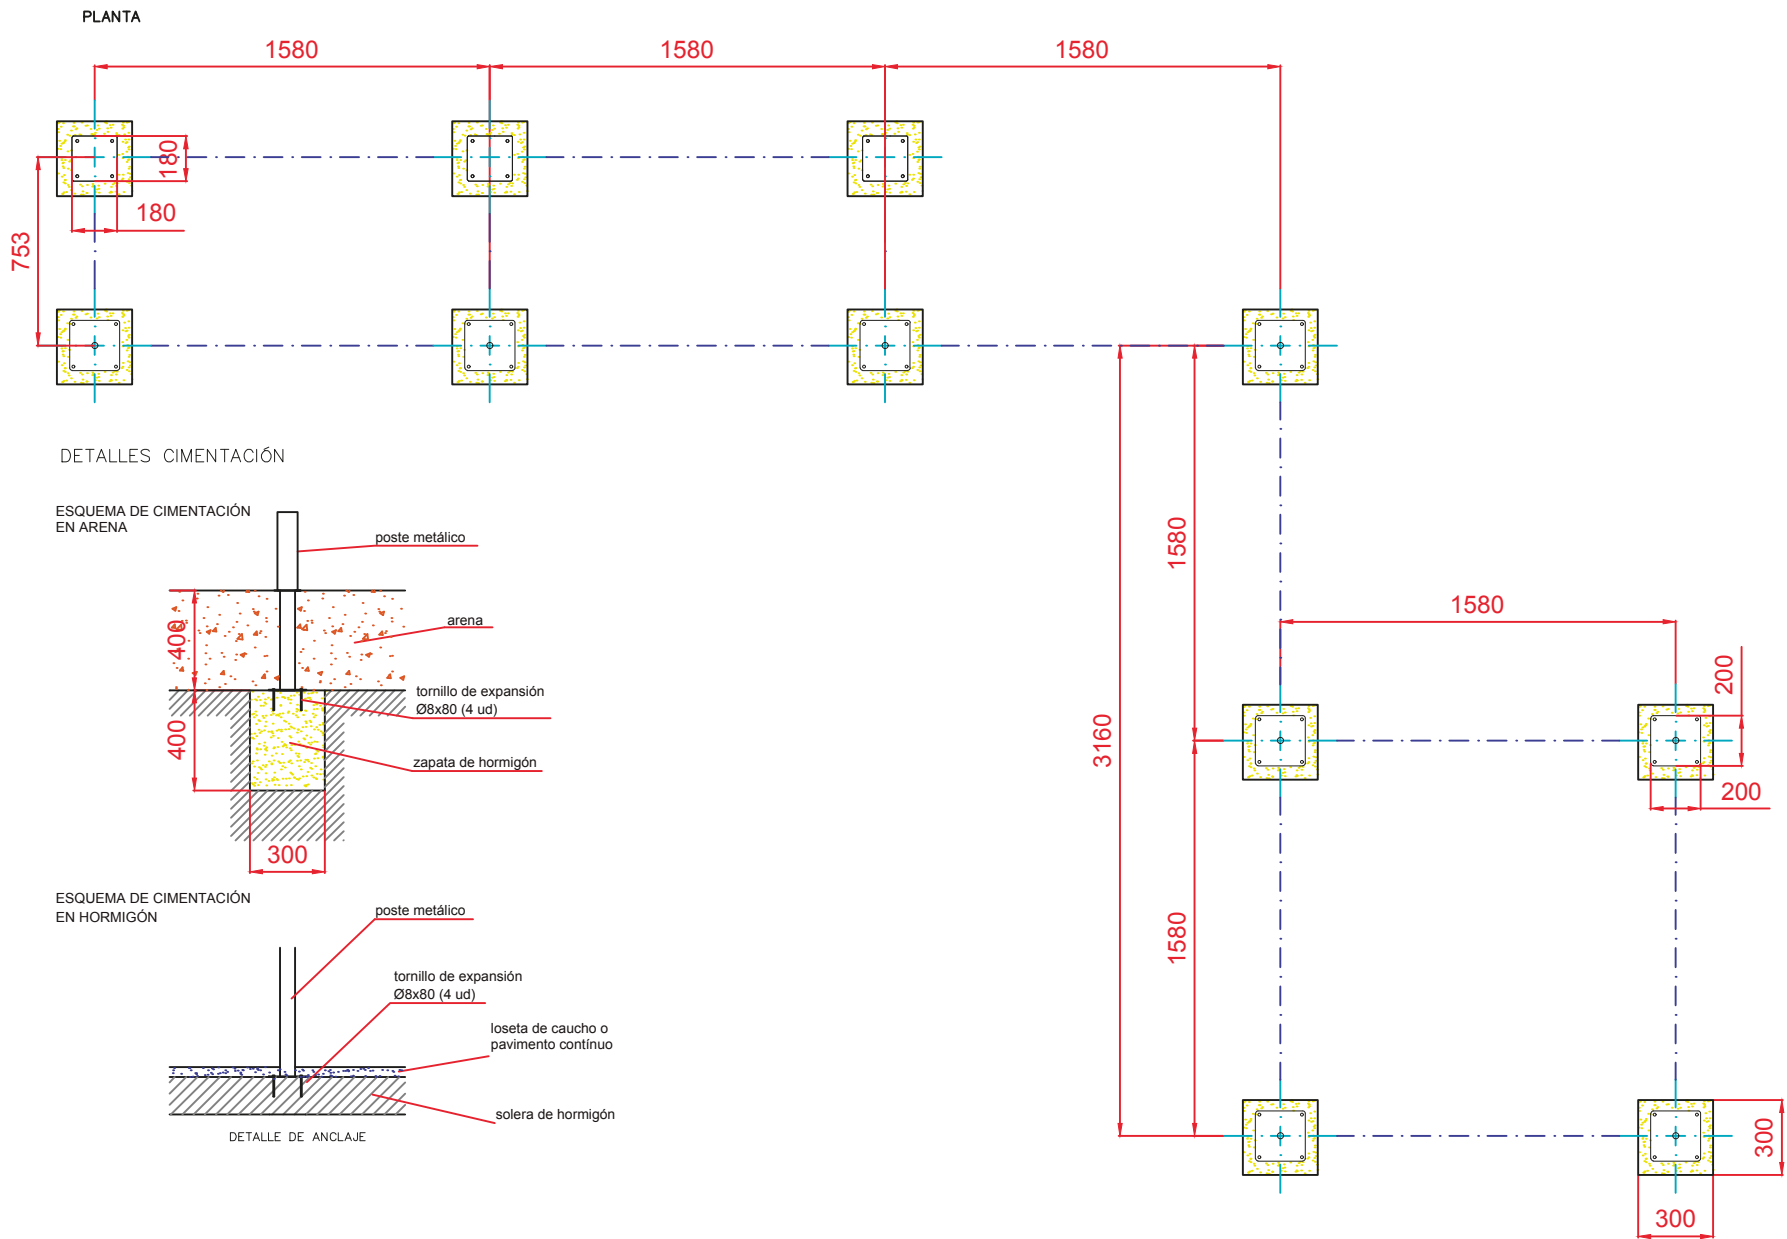 PLANTA
1580
1580
1580
180
180
753
DETALLES CIMENTACIÓN
ESQUEMA DE CIMENTACIÓN
EN ARENA
poste metálico
400
arena
tornillo de expansión
Ø8x80 (4 ud)
400
zapata de hormigón
300
ESQUEMA DE CIMENTACIÓN
EN HORMIGÓN
poste metálico
tornillo de expansión
Ø8x80 (4 ud)
loseta de caucho o
pavimento contínuo
solera de hormigón
DETALLE DE ANCLAJE
1580
1580
200
3160
200
1580
300
300